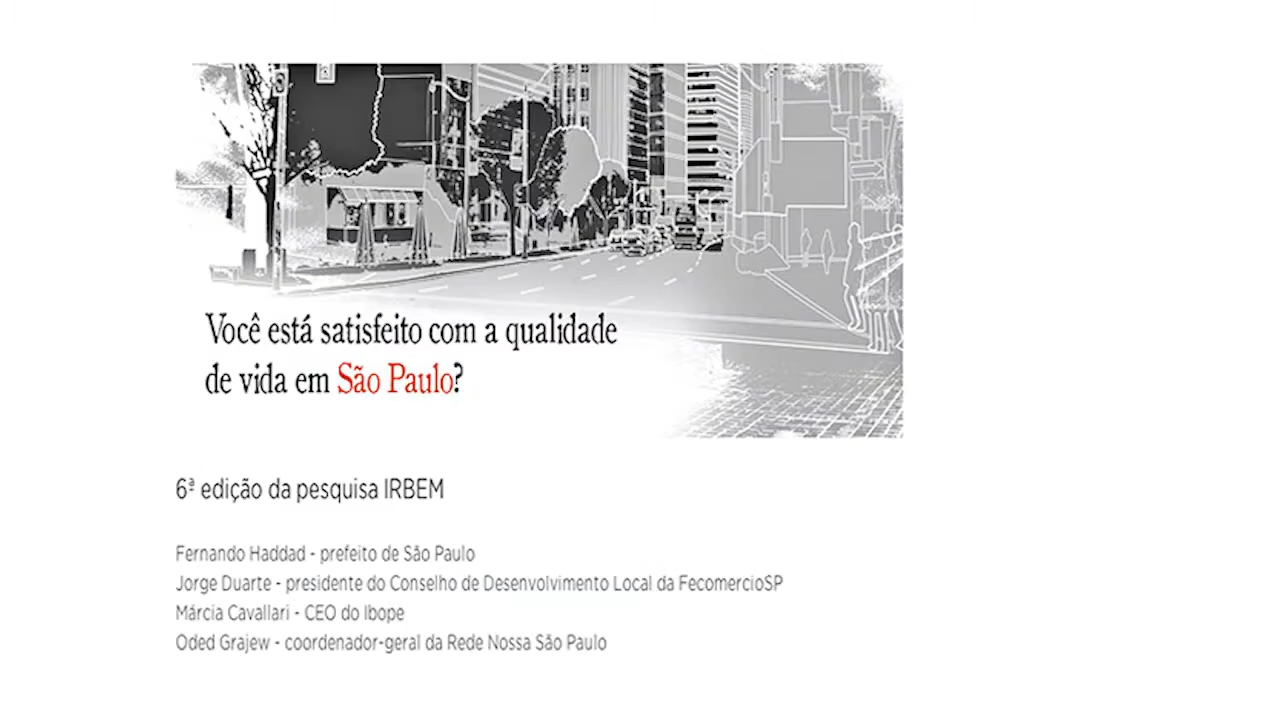 Você está satisfeito com a qualidade
de vida em São Paulo?
6ª edição da pesquisa IRBEM
Fernando Haddad - prefeito de São Paulo
Jorge Duarte - presidente do Conselho de Desenvolvimento Local da FecomercioSP
Márcia Cavallari - CEO do Ibope
Oded Grajew - coordenador-geral da Rede Nossa São Paulo